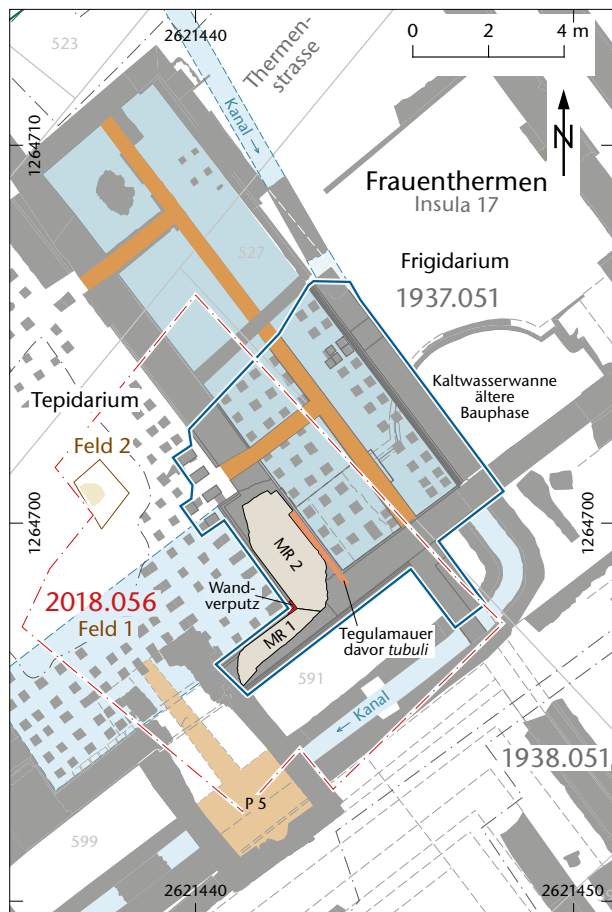 523
2621440
Thermen-
strasse
0 2 4 m
Kanal →
N
1264710
Frauenthermen
Insula 17
527
Frigidarium
1937.051
Kaltwasserwanne
ältere
Bauphase
Tepidarium
Feld 2
1264700
1264700
MR 2
Wand-
verputz
2018.056
Feld 1
MR 1
Tegulamauer
davor tubuli
591
← Kanal
1938.051
P 5
599
2621440
2621450